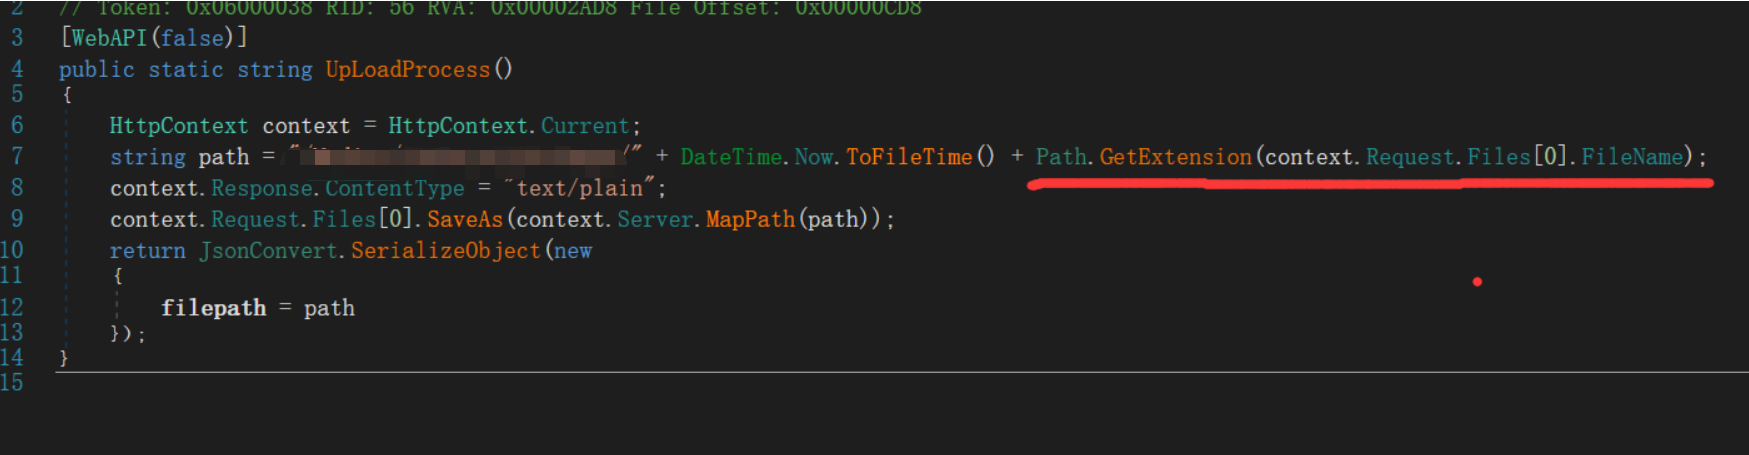 2 // Token: 0x06000038 RID: 56 RVA: 0x00002AD8 File Offset: 0x00000CD8
3 [WebAPI(false)]
4 public static string UpLoadProcess()
5 {
6 HttpContext context = HttpContext.Current;
7 string path = "/ /" + DateTime.Now.ToFileTime() + Path.GetExtension(context.Request.Files[0].FileName);
8 context.Response.ContentType = "text/plain";
9 context.Request.Files[0].SaveAs(context.Server.MapPath(path));
10 return JsonConvert.SerializeObject(new
11 {
12 filepath = path
13 });
14 }
15